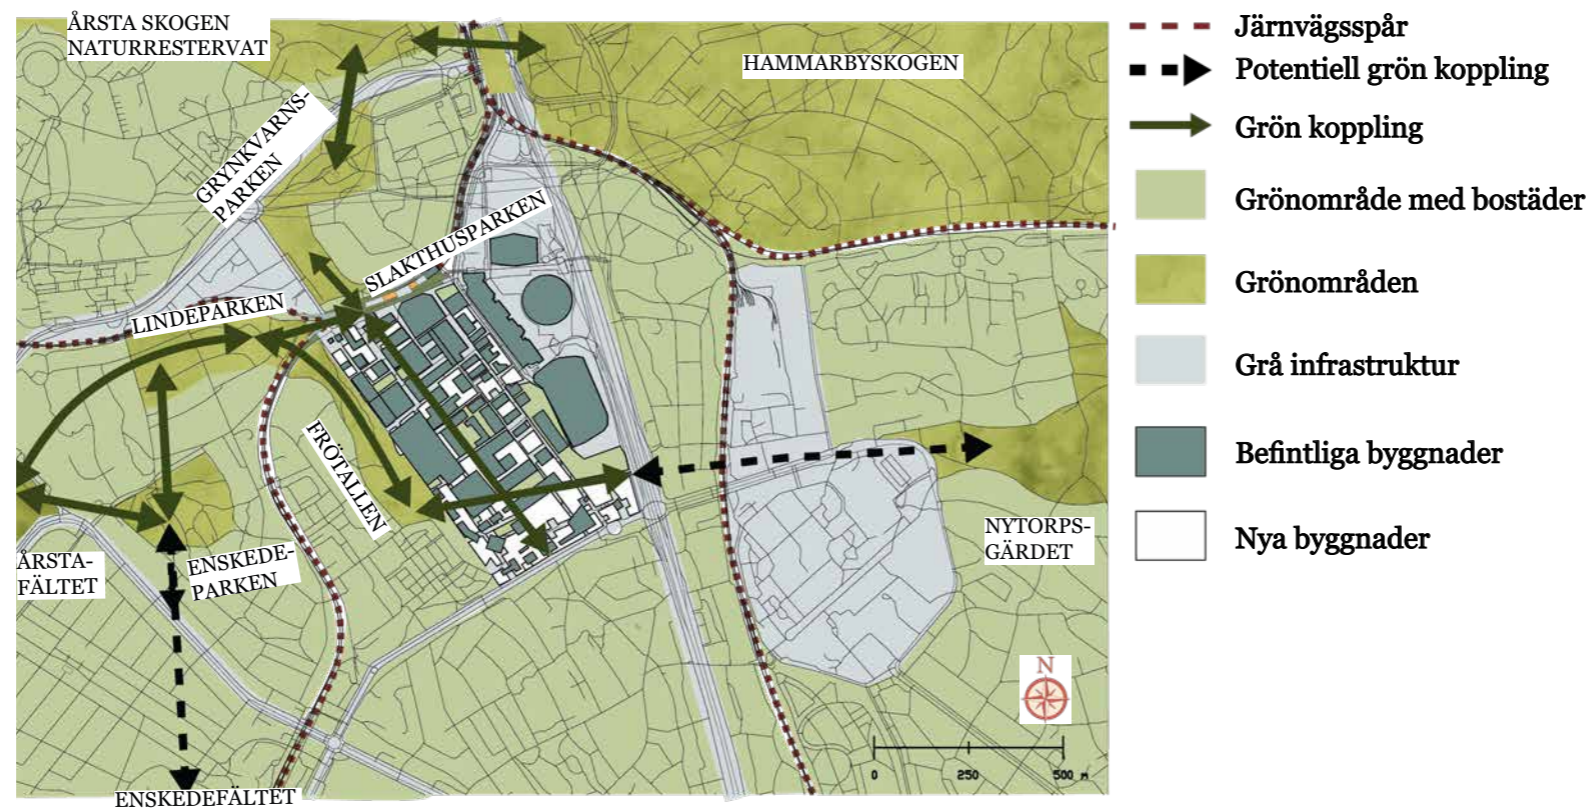 ÅRSTA SKOGEN
NATURRESTERVAT
HAMMARBYSKOGEN
GRYNKVARNS-
PARKEN
SLAKTHUSPARKEN
LINDEPARKEN
FRÖTALLEN
ÅRSTA-
FÄLTET
ENSKEDE-
PARKEN
NYTORPS-
GÄRDET
ENSKEDEFÄLTET
N
0 250 500 m
Järnvägsspår
Potentiell grön koppling
Grön koppling
Grönområde med bostäder
Grönområden
Grå infrastruktur
Befintliga byggnader
Nya byggnader